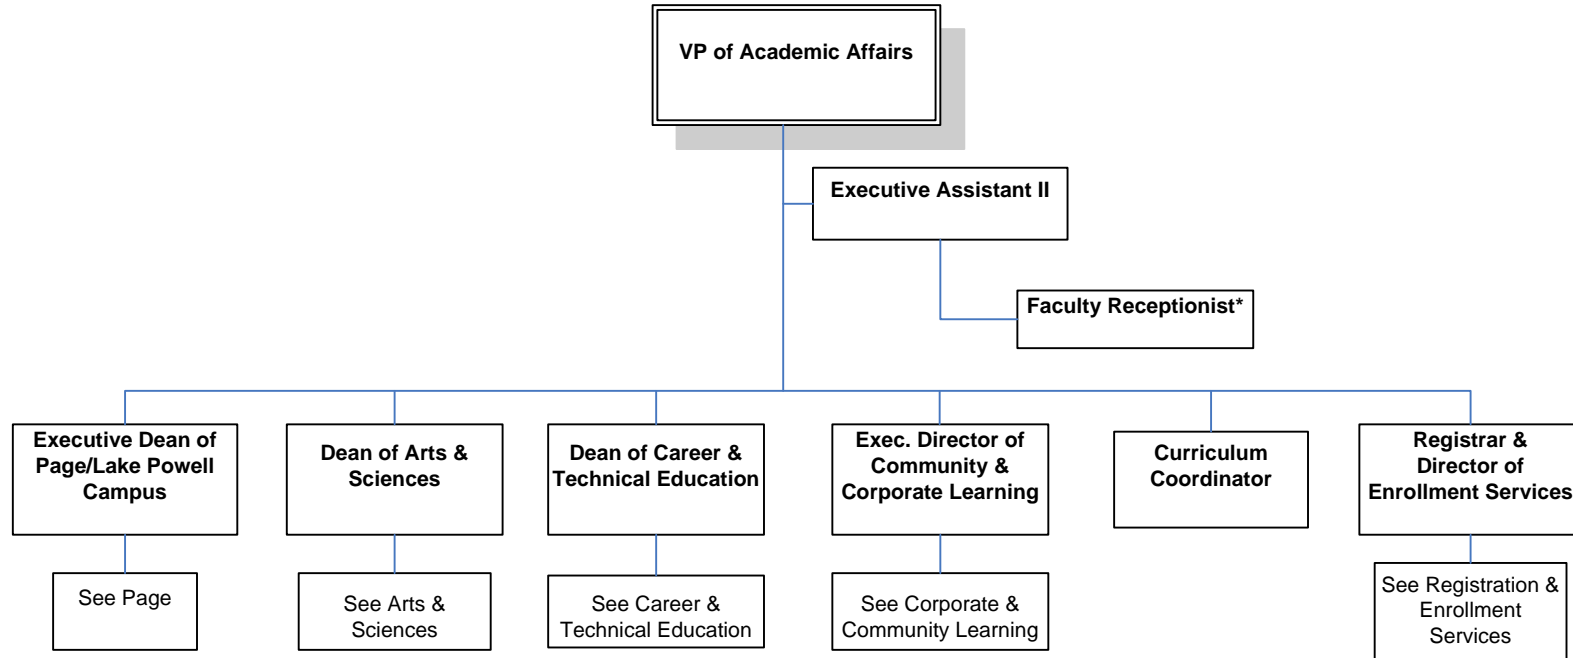 VP of Academic Affairs
Executive Assistant II
Faculty Receptionist*
Executive Dean of
Page/Lake Powell
Campus
Dean of Arts &
Sciences
Dean of Career &
Technical Education
Exec. Director of
Community &
Corporate Learning
Curriculum
Coordinator
Registrar &
Director of
Enrollment Services
See Page
See Arts &
Sciences
See Career &
Technical Education
See Corporate &
Community Learning
See Registration &
Enrollment
Services